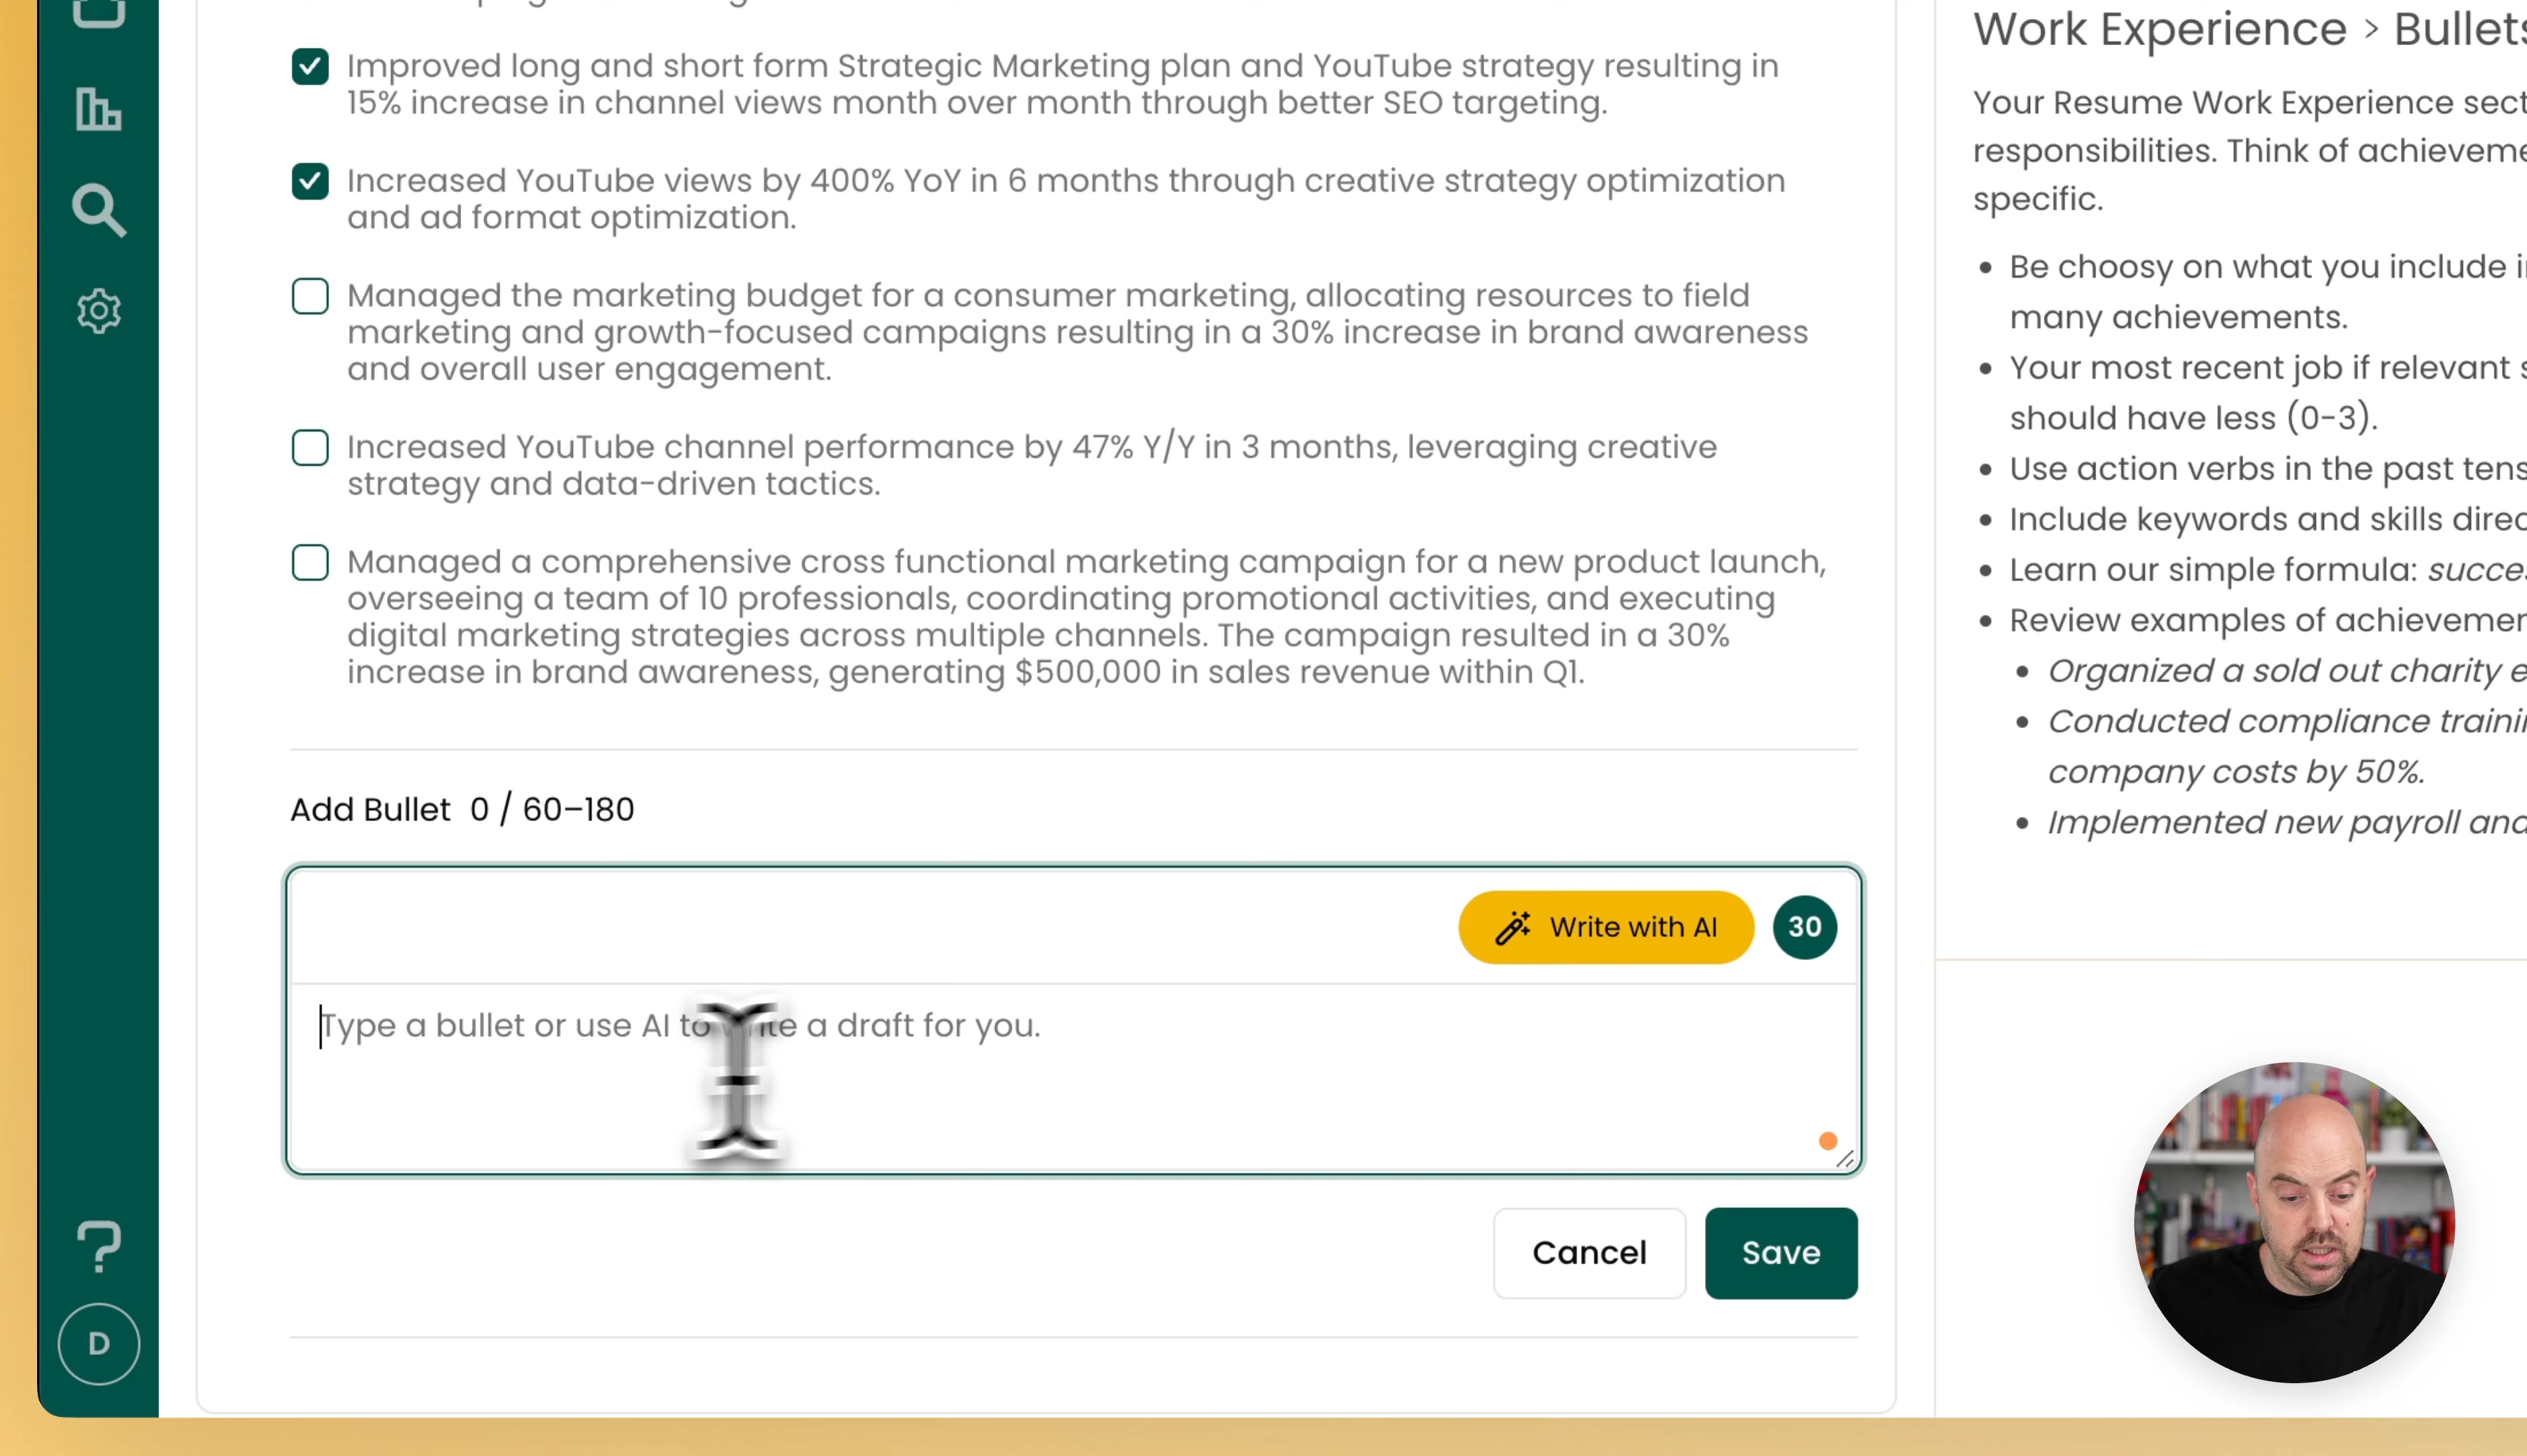 Improved long and short form Strategic Marketing plan and YouTube strategy resulting in
15% increase in channel views month over month through better SEO targeting.
Increased YouTube views by 400% YoY in 6 months through creative strategy optimization
and ad format optimization.
Managed the marketing budget for a consumer marketing, allocating resources to field
marketing and growth-focused campaigns resulting in a 30% increase in brand awareness
and overall user engagement.
Increased YouTube channel performance by 47% Y/Y in 3 months, leveraging creative
strategy and data-driven tactics.
Managed a comprehensive cross functional marketing campaign for a new product launch,
overseeing a team of 10 professionals, coordinating promotional activities, and executing
digital marketing strategies across multiple channels. The campaign resulted in a 30%
increase in brand awareness, generating $500,000 in sales revenue within Q1.
Add Bullet 0 / 60–180
Write with AI 30
Type a bullet or use AI to write a draft for you.
Cancel Save
D
Work Experience > Bullets
Your Resume Work Experience sect
responsibilities. Think of achieveme
specific.
• Be choosy on what you include i
many achievements.
• Your most recent job if relevant s
should have less (0-3).
• Use action verbs in the past tens
• Include keywords and skills direc
• Learn our simple formula: succe
• Review examples of achievemen
• Organized a sold out charity e
• Conducted compliance traini
company costs by 50%.
• Implemented new payroll and